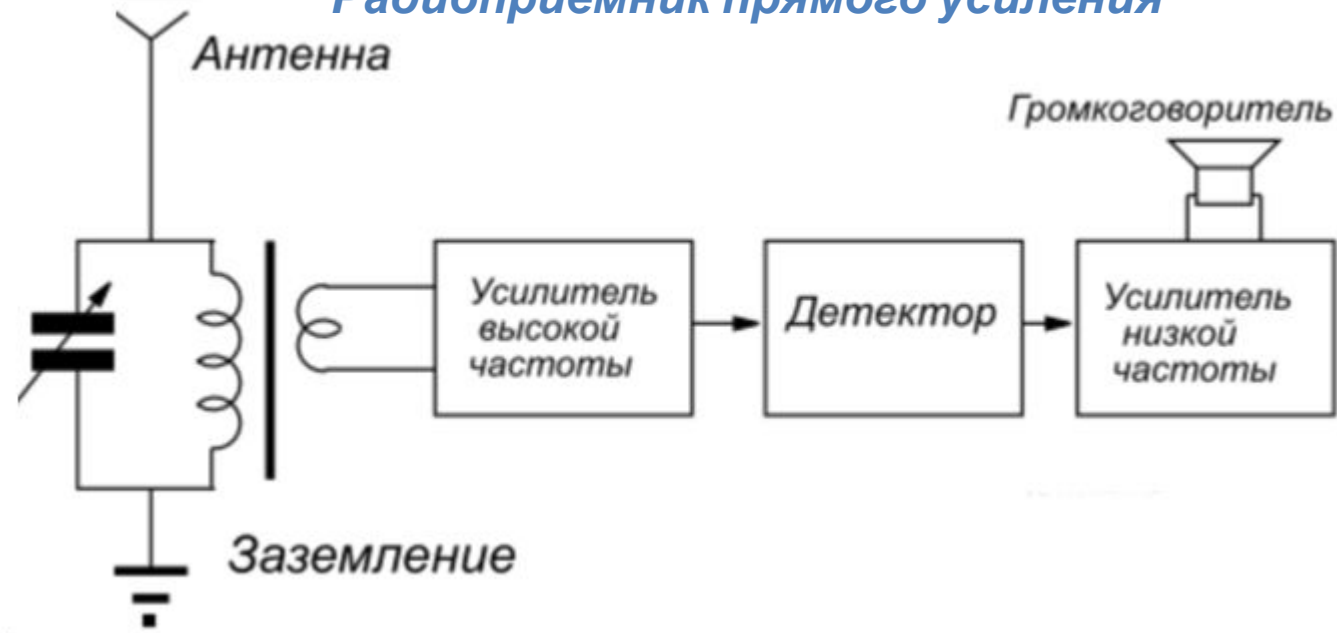 Радиоприемник прямого усиления
Антенна
Громкоговоритель
Усилитель
высокой
частоты
Детектор
Усилитель
низкой
частоты
Заземление